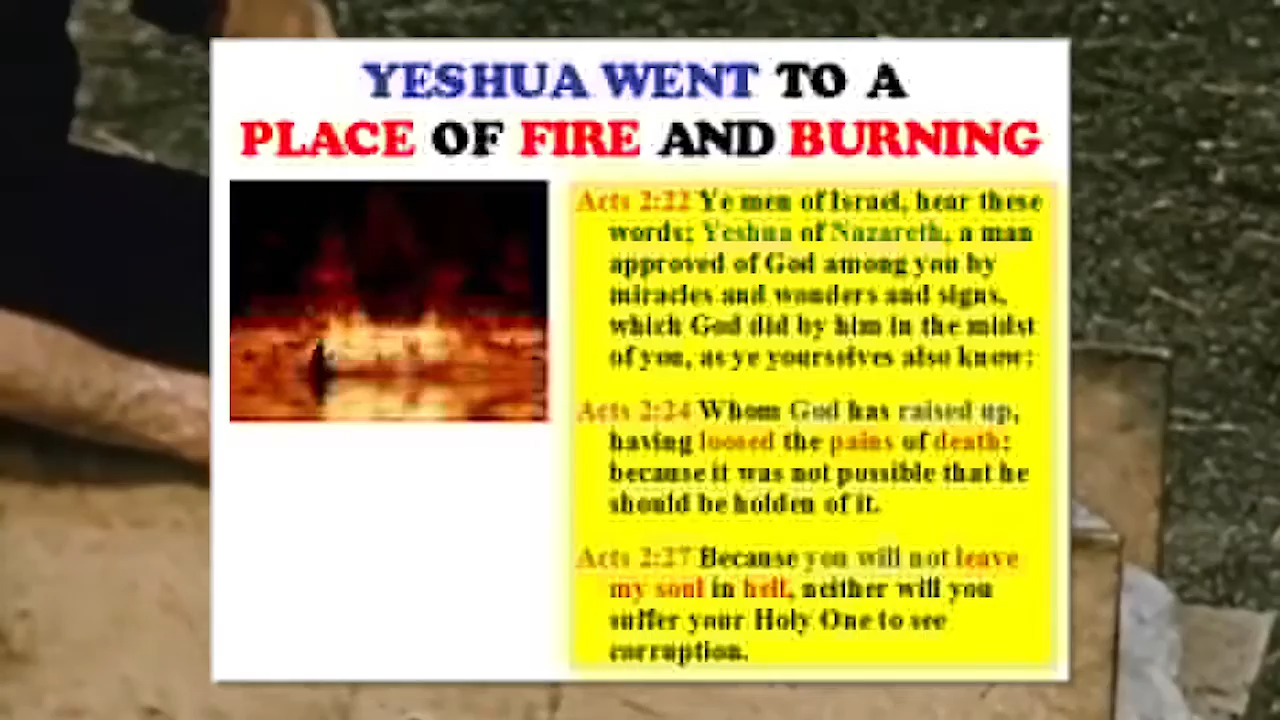 YESHUA WENT TO A
PLACE OF FIRE AND BURNING
Acts 2:22 Ye men of Israel, hear these
words; Yeshua of Nazareth, a man
approved of God among you by
miracles and wonders and signs,
which God did by him in the midst
of you, as ye yourselves also know:
Acts 2:24 Whom God has raised up,
having loosed the pains of death:
because it was not possible that he
should be holden of it.
Acts 2:27 Because you will not leave
my soul in hell, neither will you
suffer your Holy One to see
corruption.